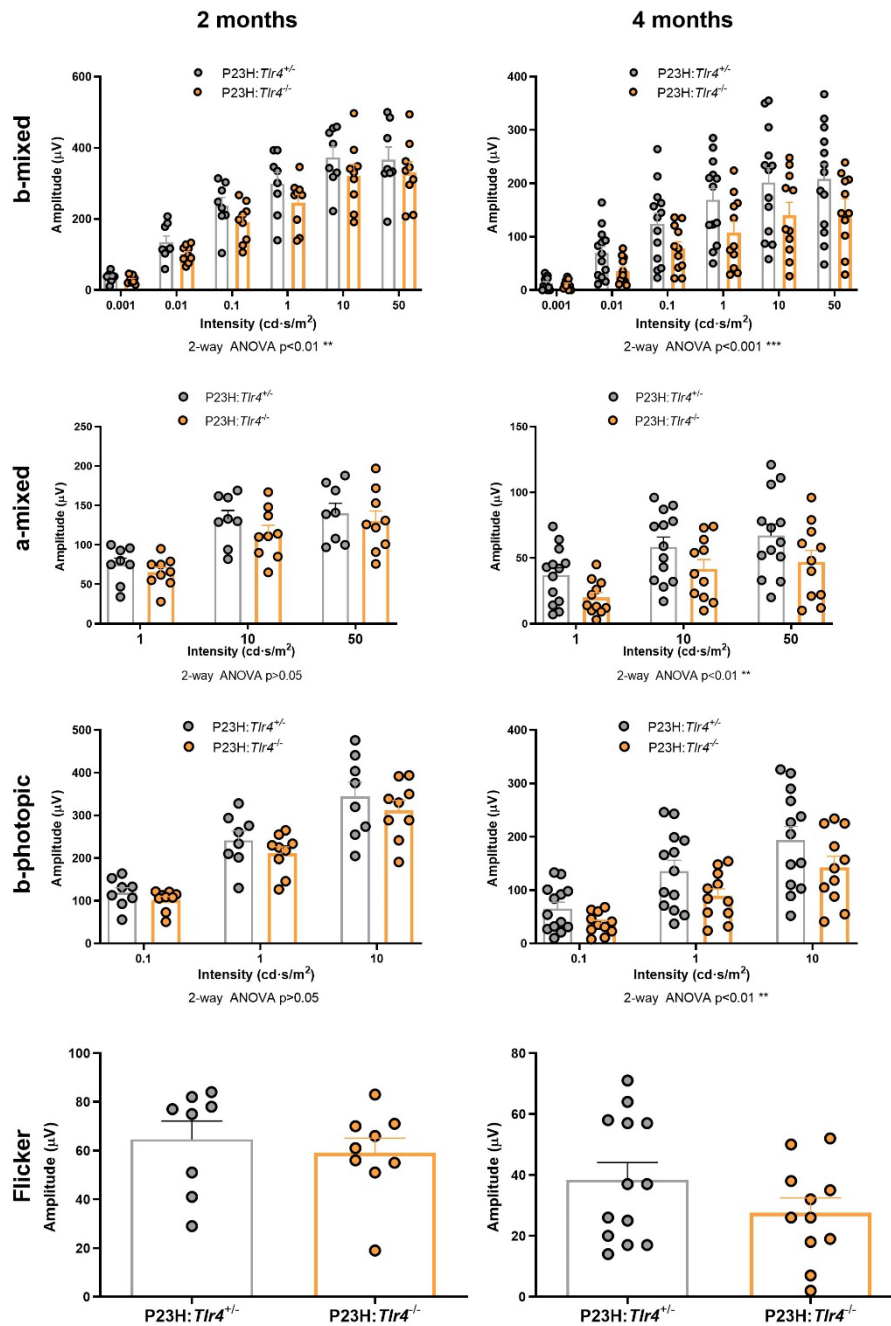 2 months
4 months
b-mixed
Amplitude (µV)
600
400
200
0
P23H:Tlr4+/-
P23H:Tlr4-/-
0.001 0.01 0.1 1 10 50
Intensity (cd·s/m²)
2-way ANOVA p<0.01 **
Amplitude (µV)
400
300
200
100
0
P23H:Tlr4+/-
P23H:Tlr4-/-
0.001 0.01 0.1 1 10 50
Intensity (cd·s/m²)
2-way ANOVA p<0.001 ***
a-mixed
Amplitude (µV)
250
200
150
100
50
0
P23H:Tlr4+/-
P23H:Tlr4-/-
1 10 50
Intensity (cd·s/m²)
2-way ANOVA p>0.05
Amplitude (µV)
150
100
50
0
P23H:Tlr4+/-
P23H:Tlr4-/-
1 10 50
Intensity (cd·s/m²)
2-way ANOVA p<0.01 **
b-photopic
Amplitude (µV)
500
400
300
200
100
0
P23H:Tlr4+/-
P23H:Tlr4-/-
0.1 1 10
Intensity (cd·s/m²)
2-way ANOVA p>0.05
Amplitude (µV)
400
300
200
100
0
P23H:Tlr4+/-
P23H:Tlr4-/-
0.1 1 10
Intensity (cd·s/m²)
2-way ANOVA p<0.01 **
Flicker
Amplitude (µV)
100
80
60
40
20
0
P23H:Tlr4+/- P23H:Tlr4-/-
Amplitude (µV)
80
60
40
20
0
P23H:Tlr4+/- P23H:Tlr4-/-